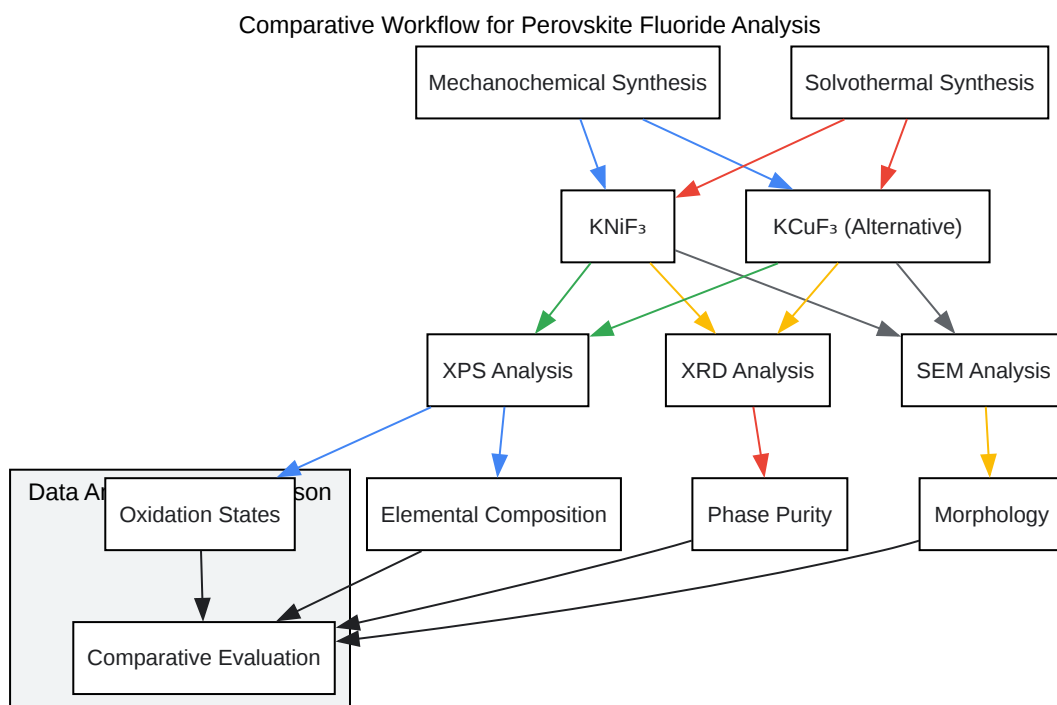 Comparative Workflow for Perovskite Fluoride Analysis
Mechanochemical Synthesis
Solvothermal Synthesis
KNiF₃
KCuF₃ (Alternative)
XPS Analysis
XRD Analysis
SEM Analysis
Data
Oxidation States
Elemental Composition
Phase Purity
Morphology
Comparative Evaluation